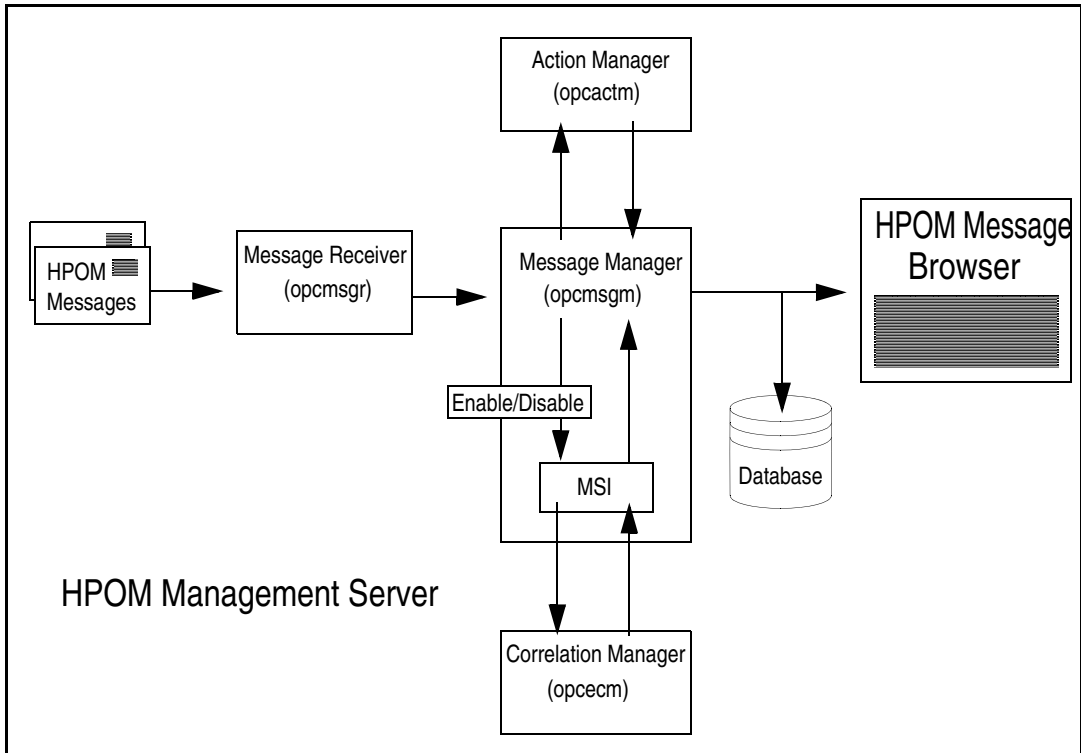 Action Manager
(opcactm)
HPOM
Messages
Message Receiver
(opcmsgr)
Message Manager
(opcmsgm)
HPOM Message
Browser
Enable/Disable
MSI
Database
HPOM Management Server
Correlation Manager
(opcecm)